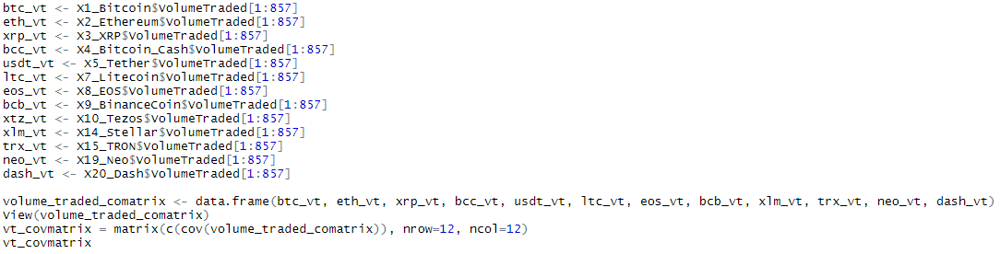 btc_vt <- X1_Bitcoin$VolumeTraded[1:857]
eth_vt <- X2_Ethereum$VolumeTraded[1:857]
xrp_vt <- X3_XRP$VolumeTraded[1:857]
bcc_vt <- X4_Bitcoin_Cash$VolumeTraded[1:857]
usdt_vt <- X5_Tether$VolumeTraded[1:857]
ltc_vt <- X7_Litecoin$VolumeTraded[1:857]
eos_vt <- X8_EOS$VolumeTraded[1:857]
bcb_vt <- X9_BinanceCoin$VolumeTraded[1:857]
xtz_vt <- X10_Tezos$VolumeTraded[1:857]
xlm_vt <- X14_Stellar$VolumeTraded[1:857]
trx_vt <- X15_TRON$VolumeTraded[1:857]
neo_vt <- X19_Neo$VolumeTraded[1:857]
dash_vt <- X20_Dash$VolumeTraded[1:857]
volume_traded_comatrix <- data.frame(btc_vt, eth_vt, xrp_vt, bcc_vt, usdt_vt, ltc_vt, eos_vt, bcb_vt, xlm_vt, trx_vt, neo_vt, dash_vt)
View(volume_traded_comatrix)
vt_covmatrix = matrix(c(cov(volume_traded_comatrix)), nrow=12, ncol=12)
vt_covmatrix